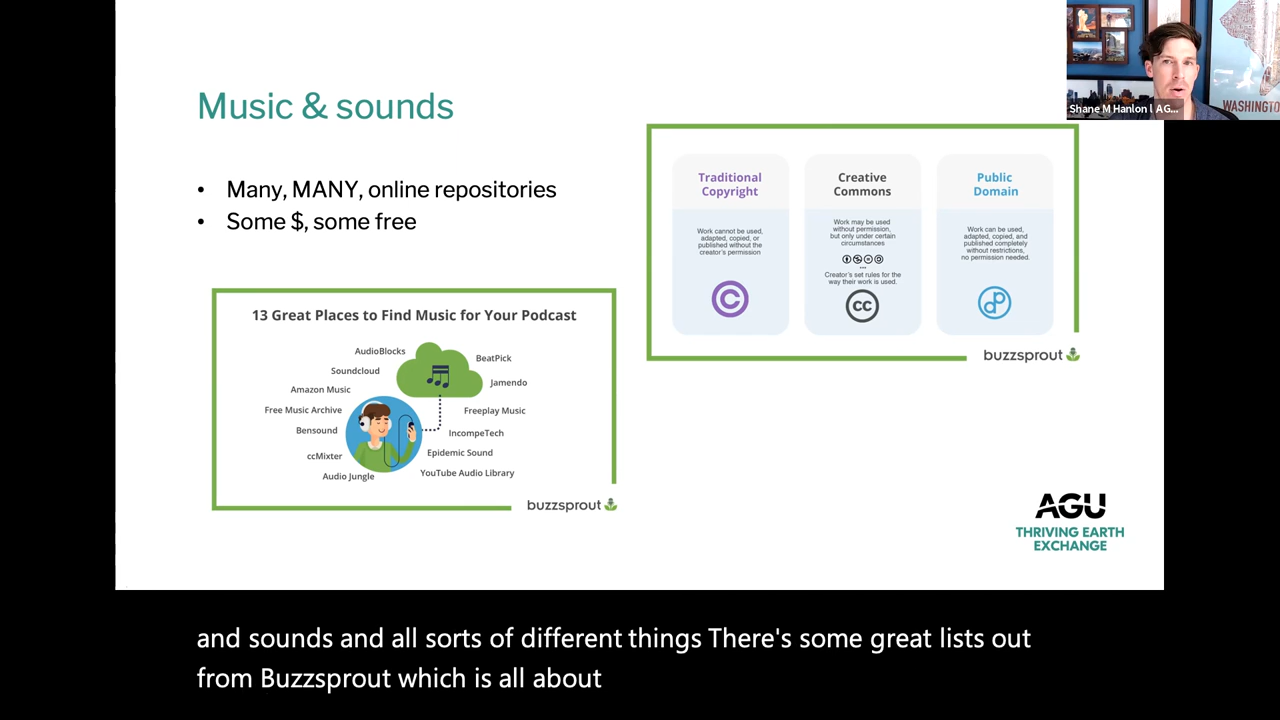 Music & sounds
• Many, MANY, online repositories
• Some $, some free
13 Great Places to Find Music for Your Podcast
AudioBlocks
Soundcloud
Amazon Music
Free Music Archive
Bensound
ccMixter
Audio Jungle
BeatPick
Jamendo
Freeplay Music
IncompeTech
Epidemic Sound
YouTube Audio Library
buzzsprout
Traditional
Copyright
Work cannot be used,
adapted, copied, or
published without the
creator's permission
Creative
Commons
Work may be used
without permission,
but only under certain
circumstances
...
Creator's set rules for the
way their work is used.
cc
Public
Domain
Work can be used,
adapted, copied, and
published completely
without restrictions,
no permission needed.
buzzsprout
Shane M Hanlon l AG...
WASHINGTO
AGU
THRIVING EARTH
EXCHANGE
and sounds and all sorts of different things There's some great lists out
from Buzzsprout which is all about